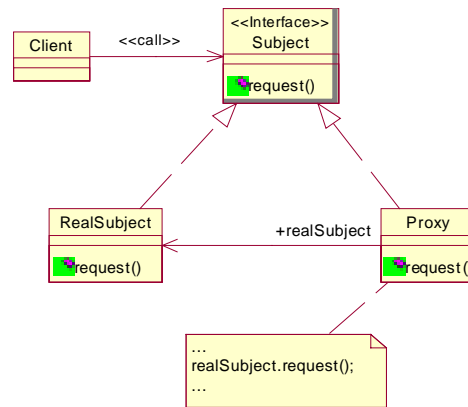 <<Interface>>
Client
<<call>>
Subject
request()
RealSubject
+realSubject
Proxy
request()
request(
...
realSubject.request();
...